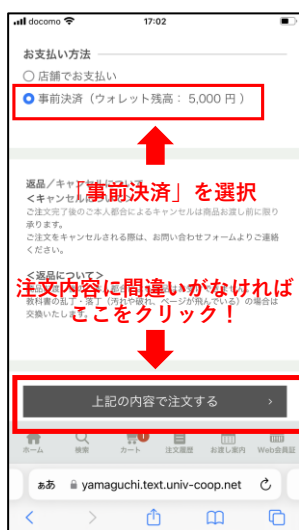 docomo 17:02
お支払い方法
店舗でお支払い
事前決済（ウォレット残高： 5,000 円 ）
返品／キャンセルについて
「事前決済」を選択
<キャンセルについて>
ご注文完了後のご本人都合によるキャンセルは商品お渡し前に限り
承ります。
ご注文をキャンセルされる際は、お問い合わせフォームよりご連絡
ください。
<返品について>
注文内容に間違いがなければ
教科書の乱丁・落丁（汚れや破れ、ページが飛んでいる）の場合は
交換いたします。
ここをクリック！
上記の内容で注文する
1
ホーム 検索 カート 注文履歴 お渡し案内 Web会員証
ああ yamaguchi.text.univ-coop.net